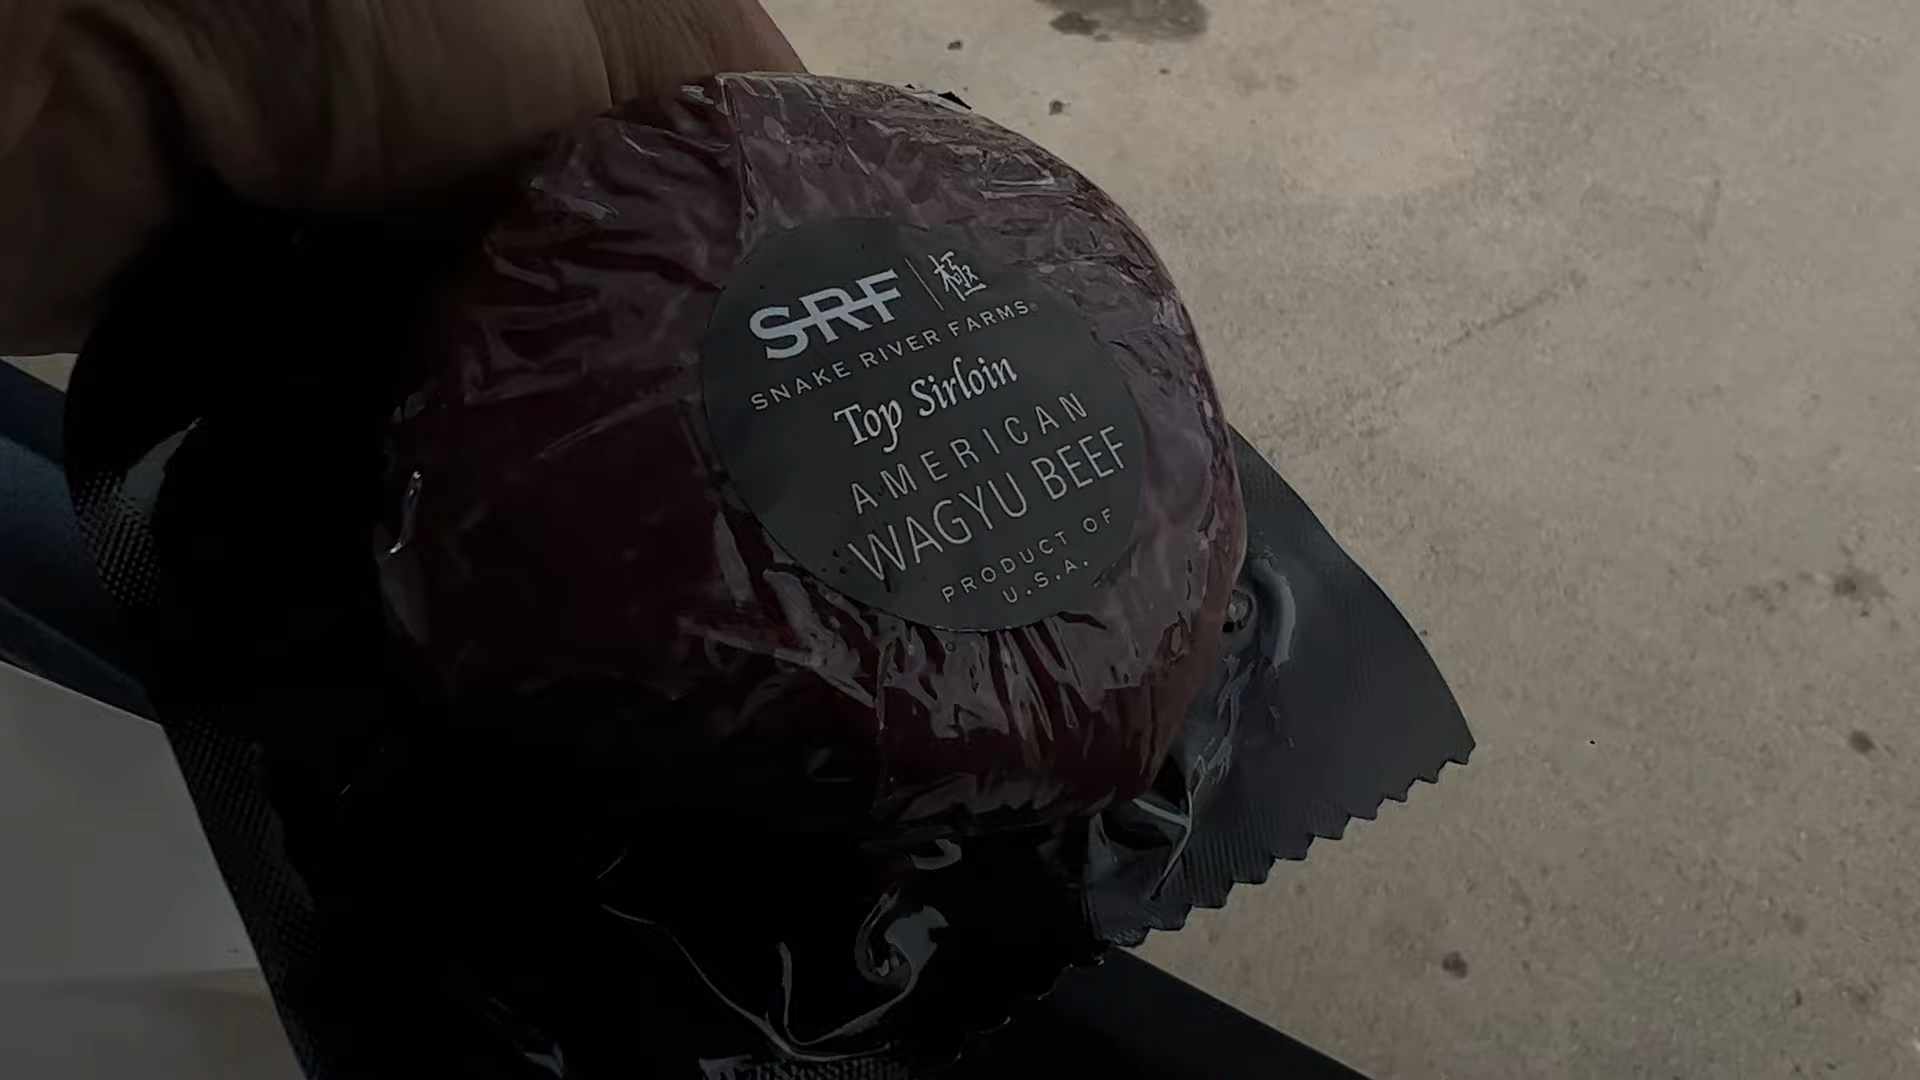 SRF 極
SNAKE RIVER FARMS®
Top Sirloin
AMERICAN
WAGYU BEEF
PRODUCT OF
U.S.A.